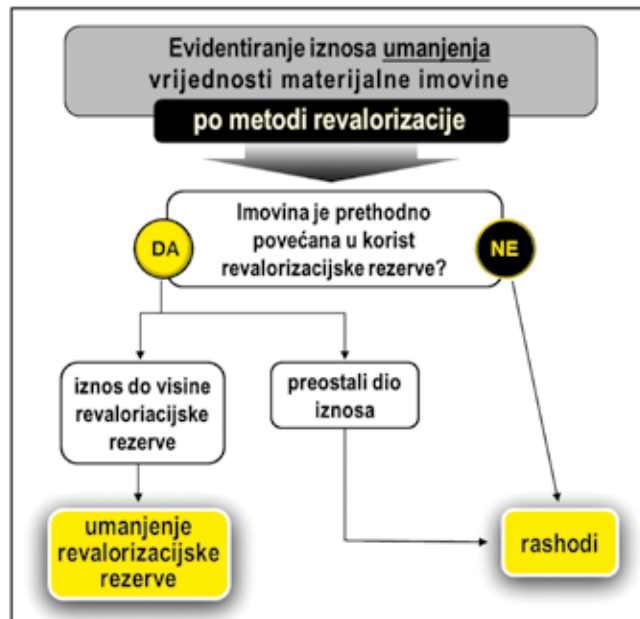 Evidentiranje iznosa umanjenja
vrijednosti materijalne imovine
po metodi revalorizacije
Imovina je prethodno
povećana u korist
revalorizacijske rezerve?
DA
NE
iznos do visine
revaloriacijske
rezerve
preostali dio
iznosa
umanjenje
revalorizacijske
rezerve
rashodi